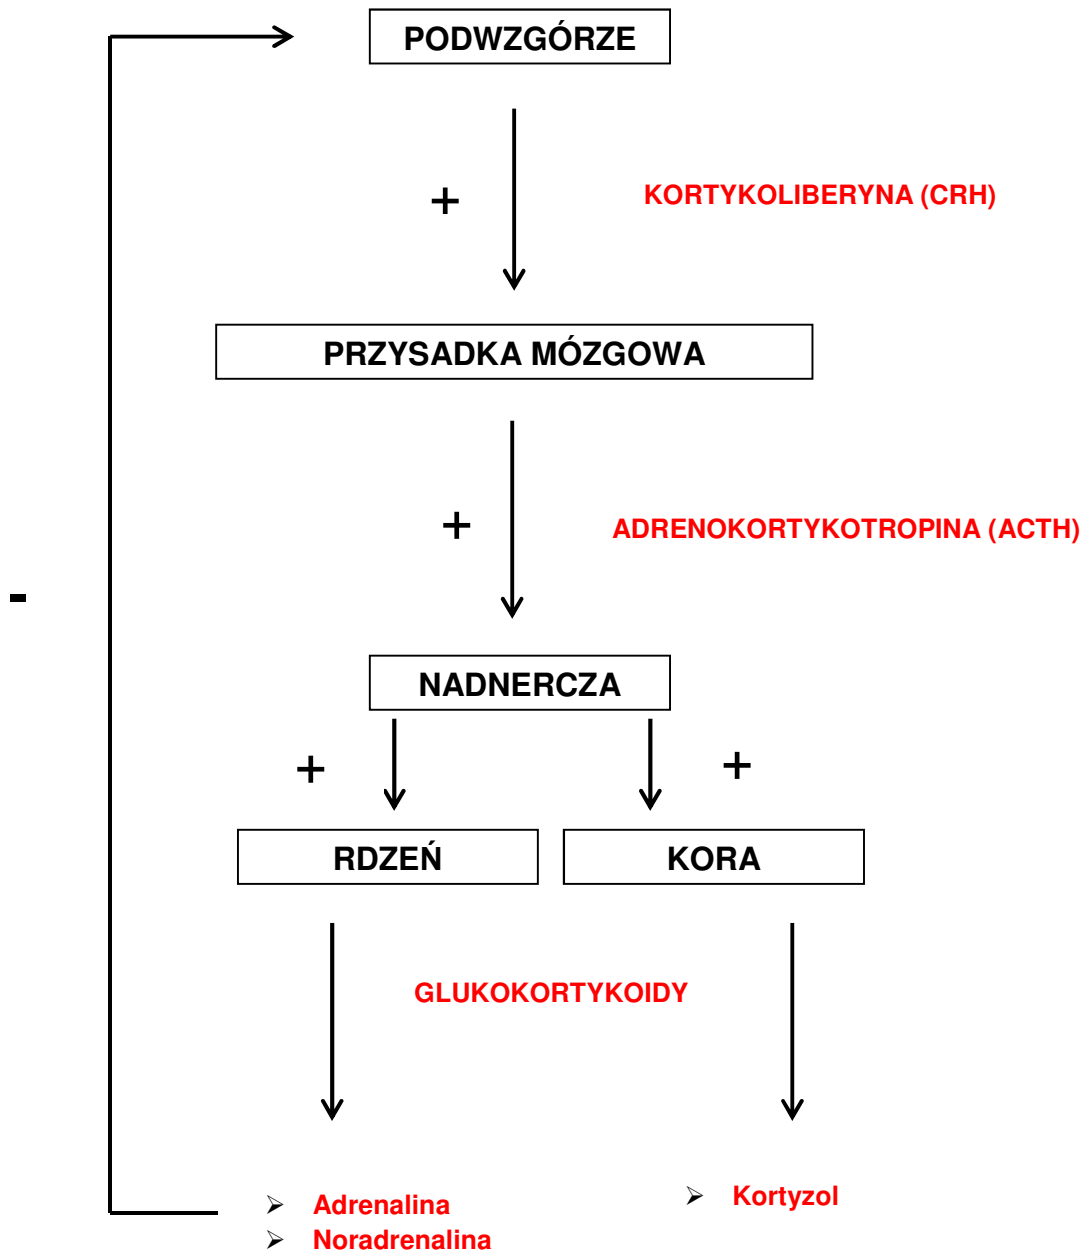 PODWZGÓRZE
+
KORTYKOLIBERYNA (CRH)
PRZYSADKA MÓZGOWA
+
ADRENOKORTYKOTROPINA (ACTH)
-
NADNERCZA
+
+
RDZEŃ
KORA
GLUKOKORTYKOIDY
Adrenalina
Noradrenalina
Kortyzol